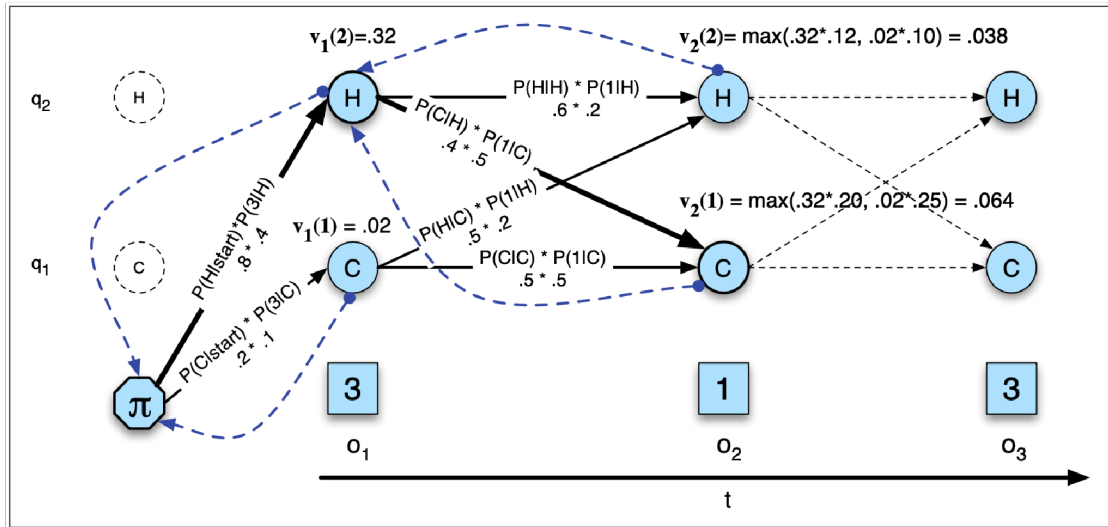 v₁(2)=.32
v₂(2)= max(.32*.12, .02*.10) = .038
q₂
H
H
P(H|H) * P(1|H)
.6 * .2
H
H
P(C|H) * P(1|C)
.4 * .5
P(H|C) * P(1|H)
.5 * .2
v₁(1) = .02
v₂(1) = max(.32*.20, .02*.25) = .064
q₁
C
C
P(C|C) * P(1|C)
.5 * .5
C
C
P(H|start)*P(3|H)
.8 * .4
P(C|start) * P(3|C)
.2 * .1
π
3
1
3
o₁
o₂
o₃
t